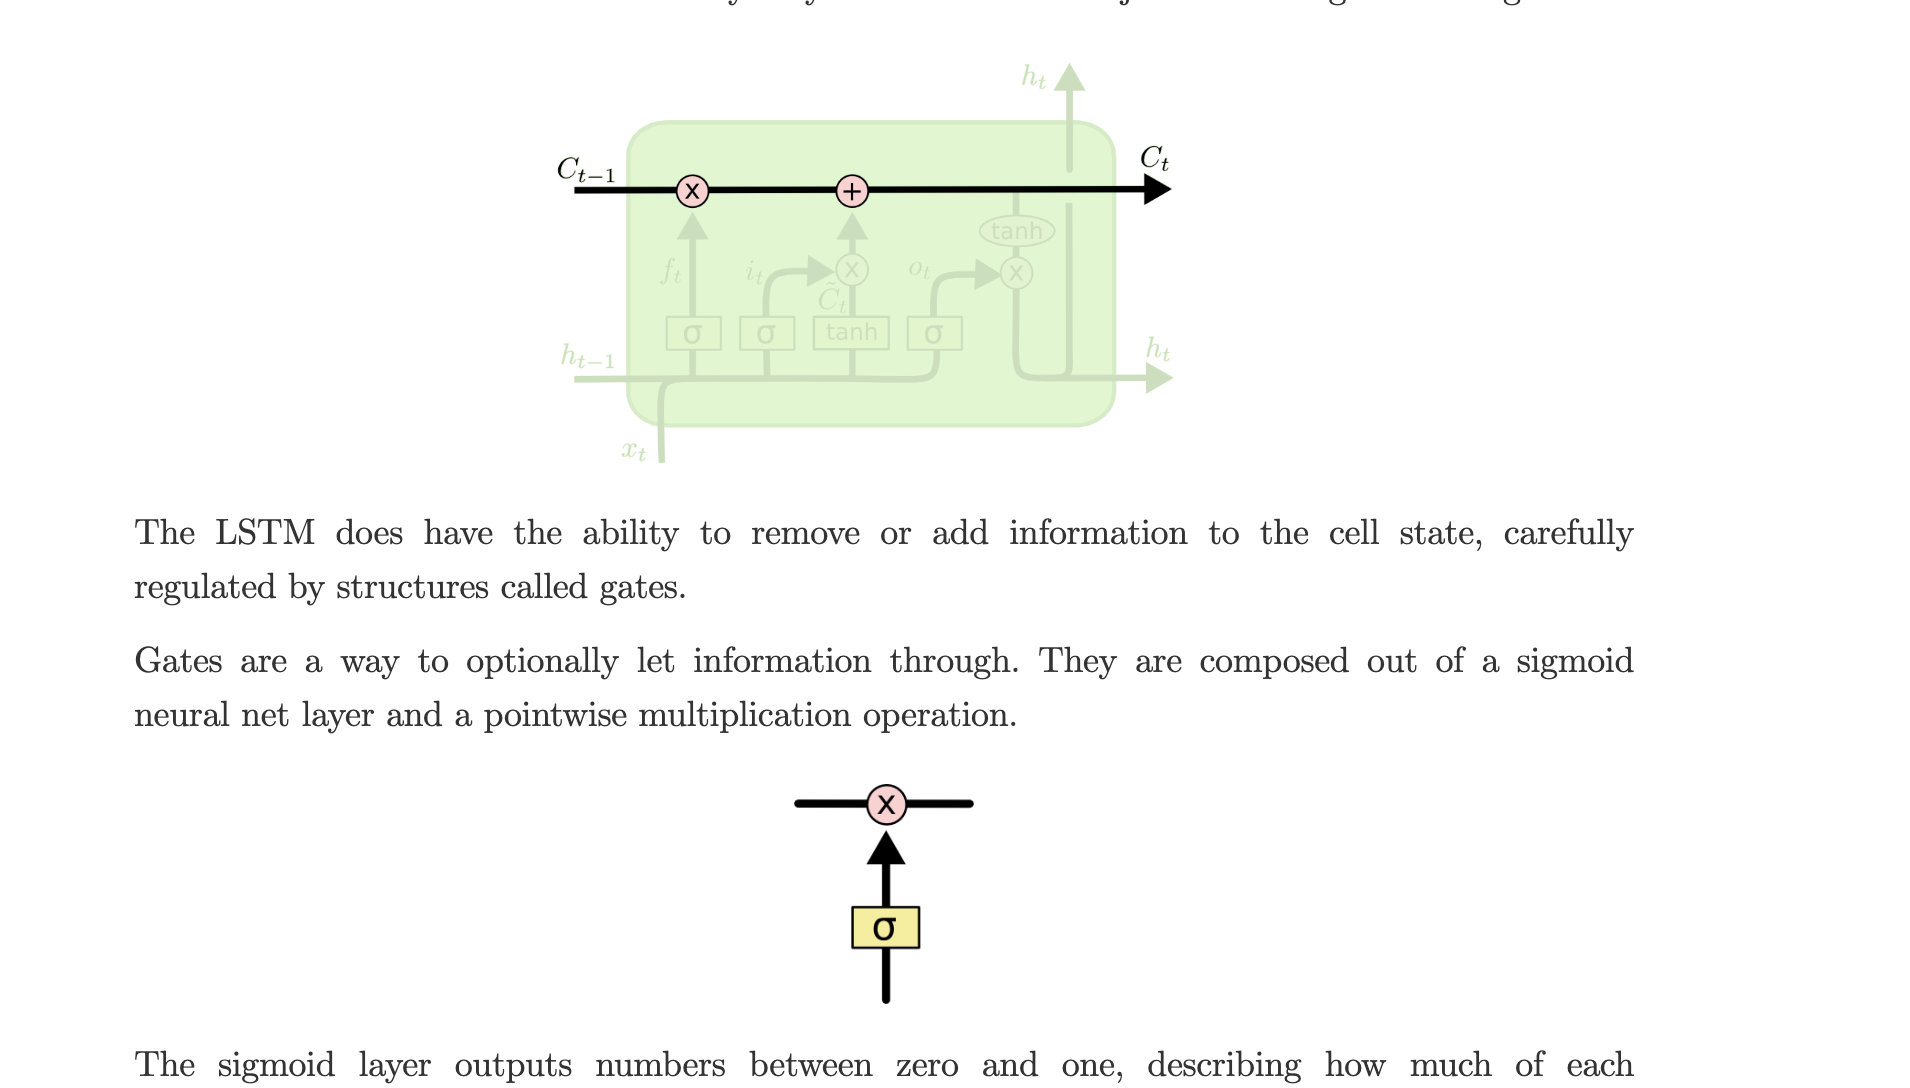 h_t
C_{t-1}
C_t
x
+
tanh
f_t
i_t
x
o_t
x
C̃_t
σ
σ
tanh
σ
h_{t-1}
h_t
x_t
The LSTM does have the ability to remove or add information to the cell state, carefully
regulated by structures called gates.
Gates are a way to optionally let information through. They are composed out of a sigmoid
neural net layer and a pointwise multiplication operation.
x
σ
The sigmoid layer outputs numbers between zero and one, describing how much of each